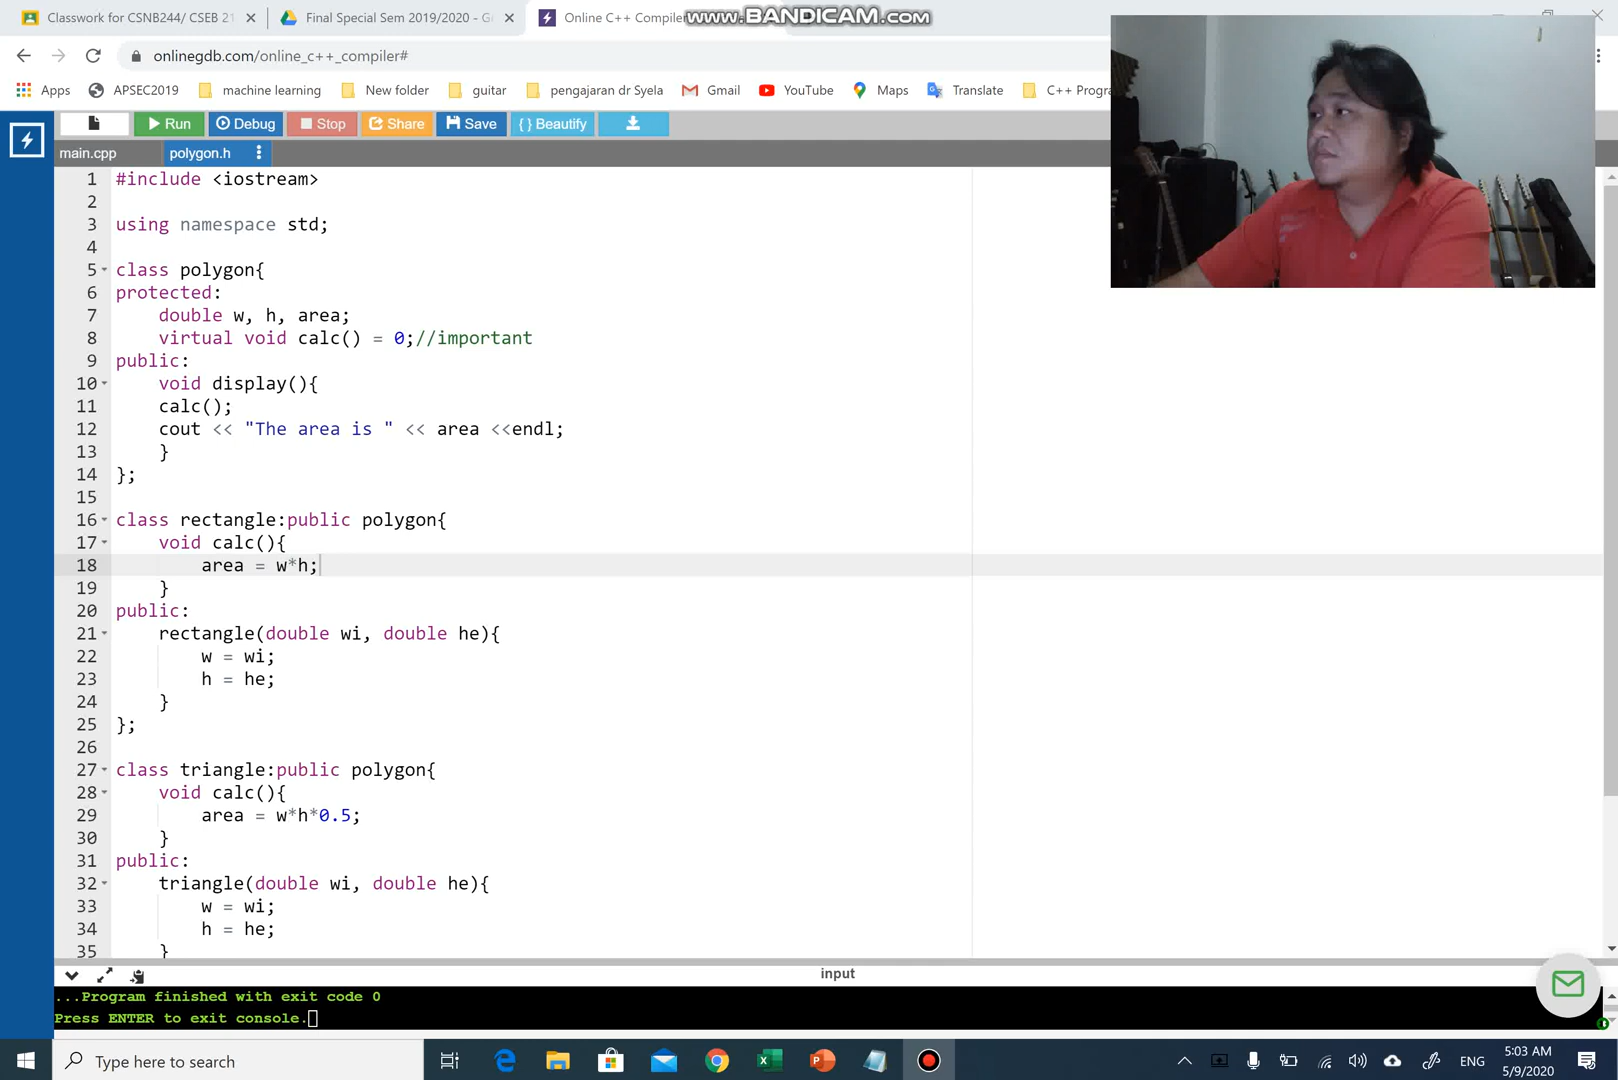 Classwork for CSNB244/ CSEB 21
Final Special Sem 2019/2020 - G
Online C++ Compiler
www.BANDICAM.com
onlinegdb.com/online_c++_compiler#
Apps
APSEC2019
machine learning
New folder
guitar
pengajaran dr Syela
Gmail
YouTube
Maps
Translate
C++ Progra
Run
Debug
Stop
Share
Save
{ } Beautify
main.cpp
polygon.h
1 #include <iostream>
2
3 using namespace std;
4
5 class polygon{
6 protected:
7 double w, h, area;
8 virtual void calc() = 0;//important
9 public:
10 void display(){
11 calc();
12 cout << "The area is " << area <<endl;
13 }
14 };
15
16 class rectangle:public polygon{
17 void calc(){
18 area = w*h;
19 }
20 public:
21 rectangle(double wi, double he){
22 w = wi;
23 h = he;
24 }
25 };
26
27 class triangle:public polygon{
28 void calc(){
29 area = w*h*0.5;
30 }
31 public:
32 triangle(double wi, double he){
33 w = wi;
34 h = he;
35 }
input
...Program finished with exit code 0
Press ENTER to exit console.
Type here to search
ENG
5:03 AM
5/9/2020